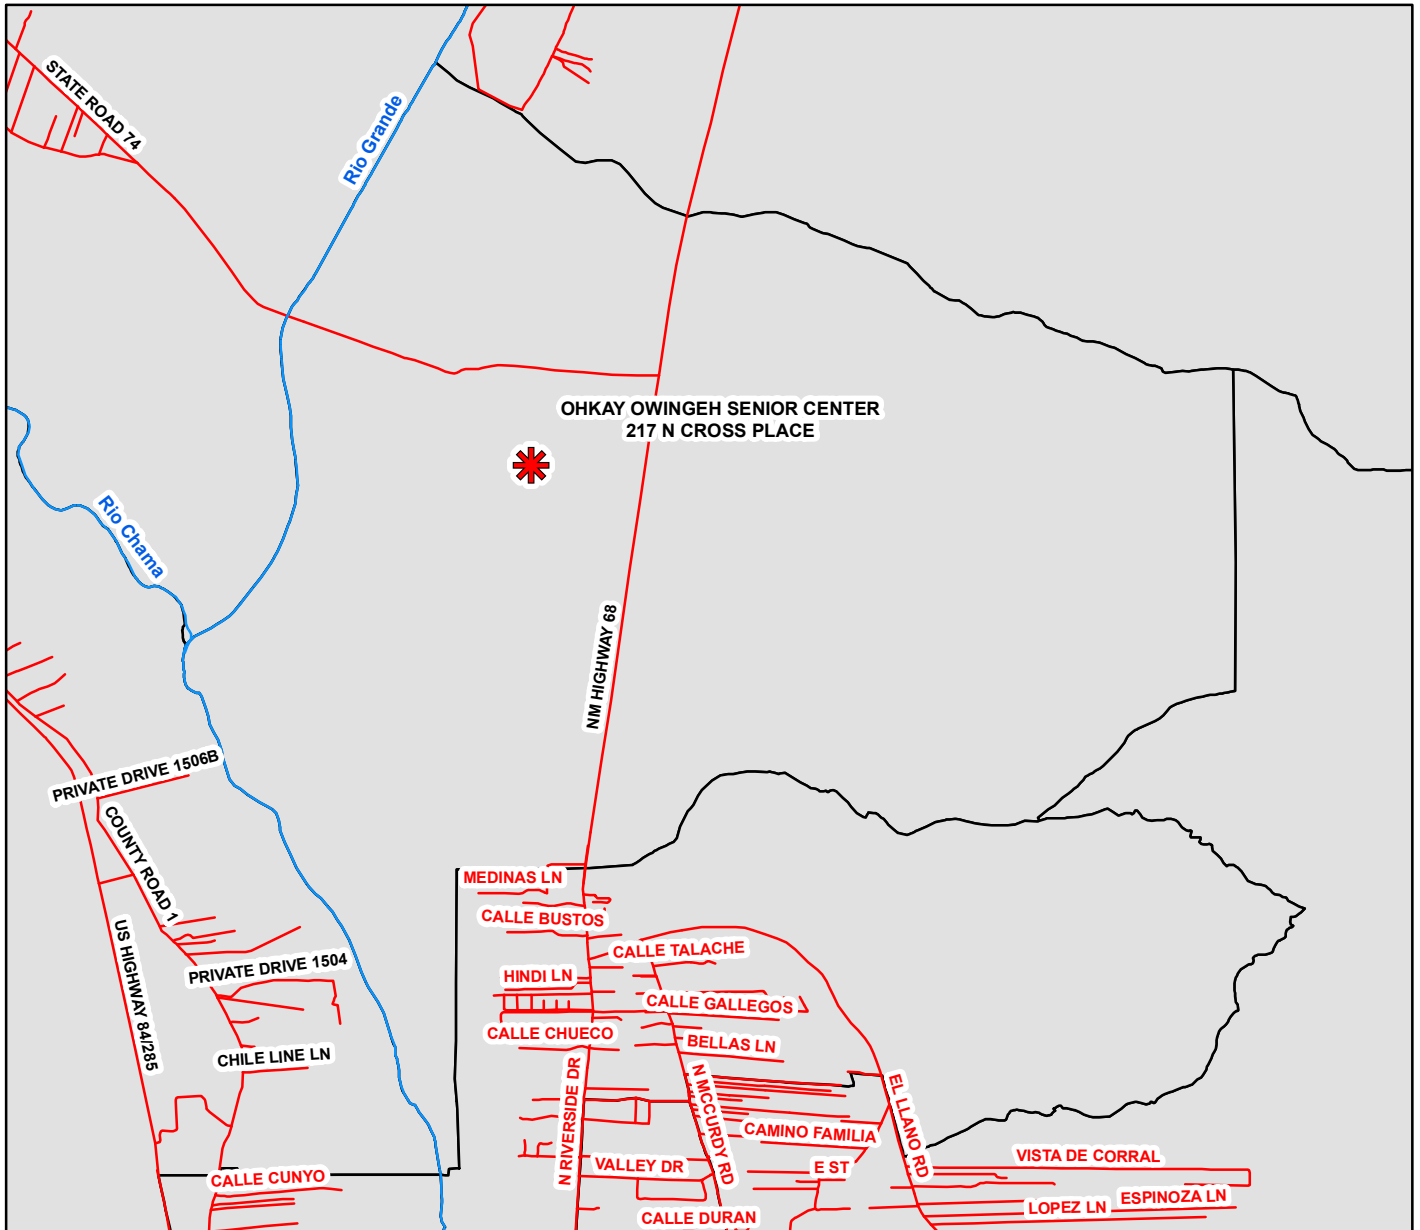 STATE ROAD 74
Rio Grande
OHKAY OWINGEH SENIOR CENTER
217 N CROSS PLACE
Rio Chama
NM HIGHWAY 68
PRIVATE DRIVE 1506B
COUNTY ROAD 1
MEDINAS LN
CALLE BUSTOS
US HIGHWAY 84/285
CALLE TALACHE
PRIVATE DRIVE 1504
HINDI LN
CALLE GALLEGOS
CALLE CHUECO
BELLAS LN
CHILE LINE LN
N RIVERSIDE DR
N MCCURDY RD
EL LLANO RD
CAMINO FAMILIA
VISTA DE CORRAL
VALLEY DR
E ST
CALLE CUNYO
ESPINOZA LN
LOPEZ LN
CALLE DURAN